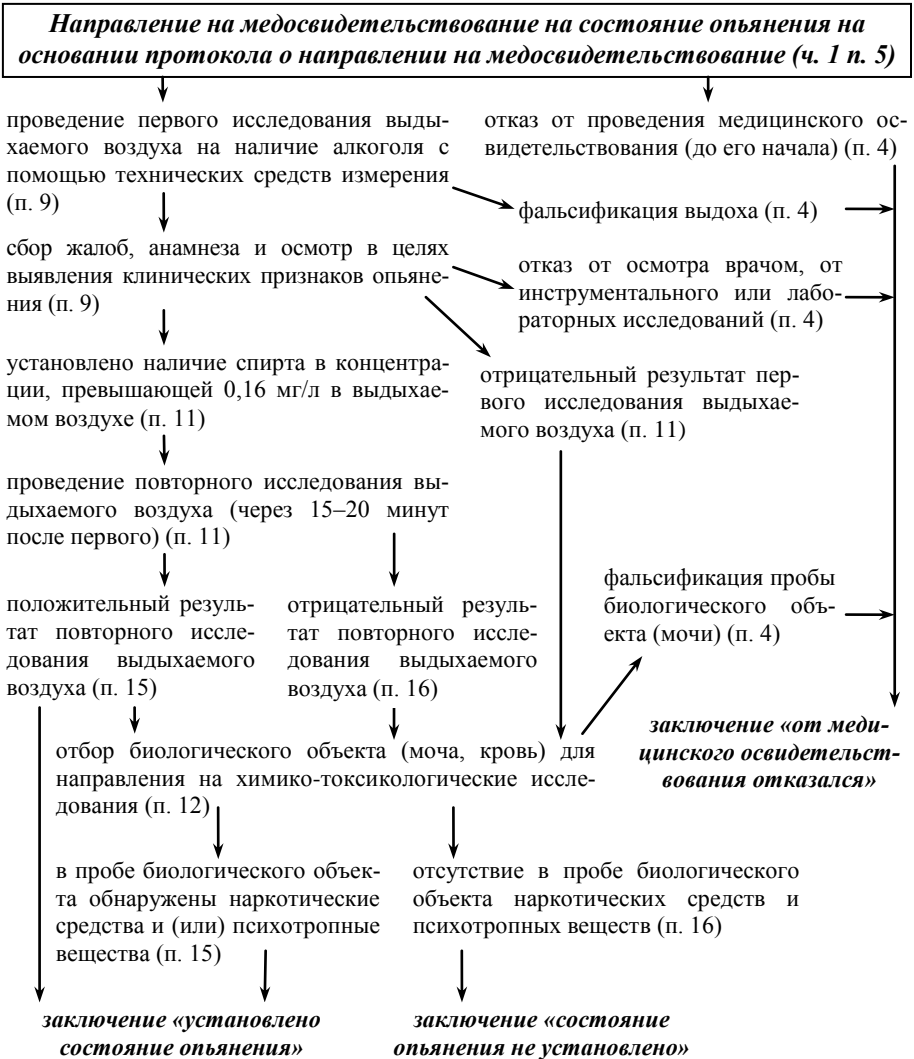 Направление на медосвидетельствование на состояние опьянения на
основании протокола о направлении на медосвидетельствование (ч. 1 п. 5)
проведение первого исследования выды-
хаемого воздуха на наличие алкоголя с
помощью технических средств измерения
(п. 9)
отказ от проведения медицинского ос-
видетельствования (до его начала) (п. 4)
фальсификация выдоха (п. 4)
сбор жалоб, анамнеза и осмотр в целях
выявления клинических признаков опьяне-
ния (п. 9)
отказ от осмотра врачом, от
инструментального или лабо-
раторных исследований (п. 4)
установлено наличие спирта в концентра-
ции, превышающей 0,16 мг/л в выдыхае-
мом воздухе (п. 11)
отрицательный результат пер-
вого исследования выдыхае-
мого воздуха (п. 11)
проведение повторного исследования вы-
дыхаемого воздуха (через 15–20 минут
после первого) (п. 11)
фальсификация пробы
биологического объ-
екта (мочи) (п. 4)
положительный резуль-
тат повторного иссле-
дования выдыхаемого
воздуха (п. 15)
отрицательный резуль-
тат повторного иссле-
дования выдыхаемого
воздуха (п. 16)
заключение «от меди-
цинского освидетельст-
вования отказался»
отбор биологического объекта (моча, кровь) для
направления на химико-токсикологические иссле-
дования (п. 12)
в пробе биологического объек-
та обнаружены наркотические
средства и (или) психотропные
вещества (п. 15)
отсутствие в пробе биологического
объекта наркотических средств и
психотропных веществ (п. 16)
заключение «установлено
состояние опьянения»
заключение «состояние
опьянения не установлено»